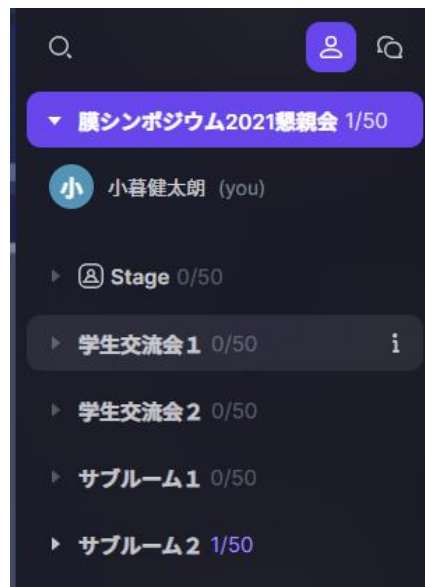 膜シンポジウム2021懇親会 1/50
小 小暮健太朗 (you)
Stage 0/50
学生交流会１ 0/50
学生交流会２ 0/50
サブルーム１ 0/50
サブルーム２ 1/50